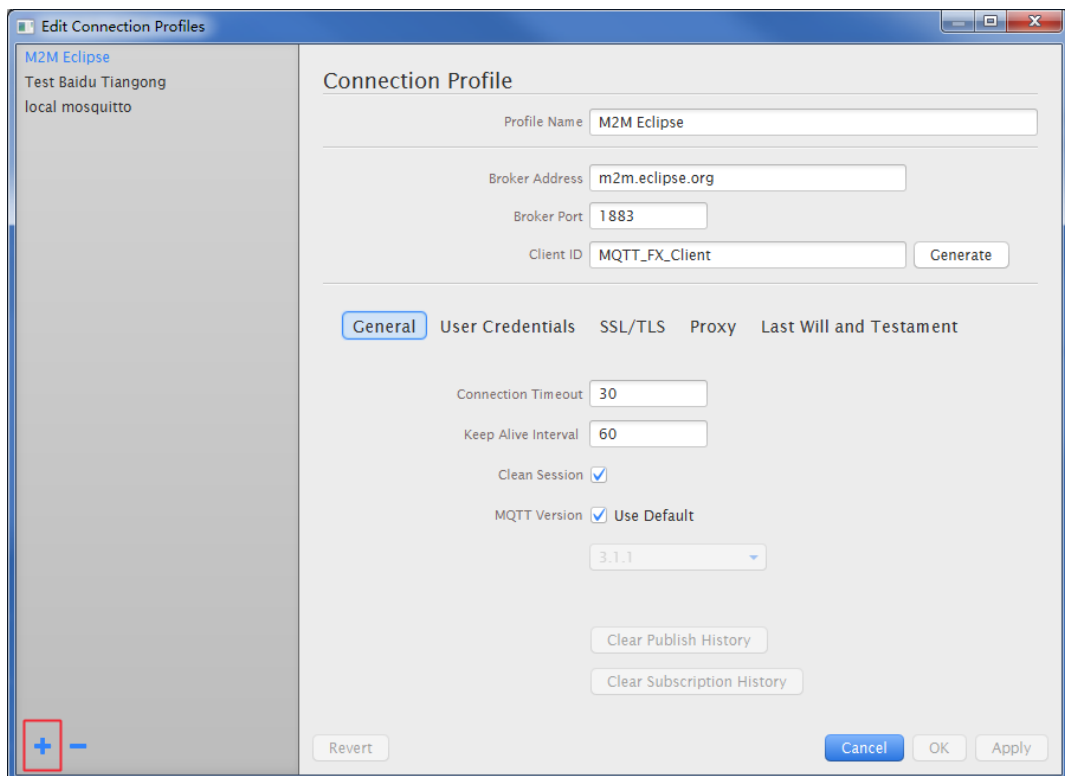 Edit Connection Profiles
M2M Eclipse
Test Baidu Tiangong
local mosquitto
Connection Profile
Profile Name M2M Eclipse
Broker Address m2m.eclipse.org
Broker Port 1883
Client ID MQTT_FX_Client Generate
General User Credentials SSL/TLS Proxy Last Will and Testament
Connection Timeout 30
Keep Alive Interval 60
Clean Session
MQTT Version Use Default
3.1.1
Clear Publish History
Clear Subscription History
Revert Cancel OK Apply